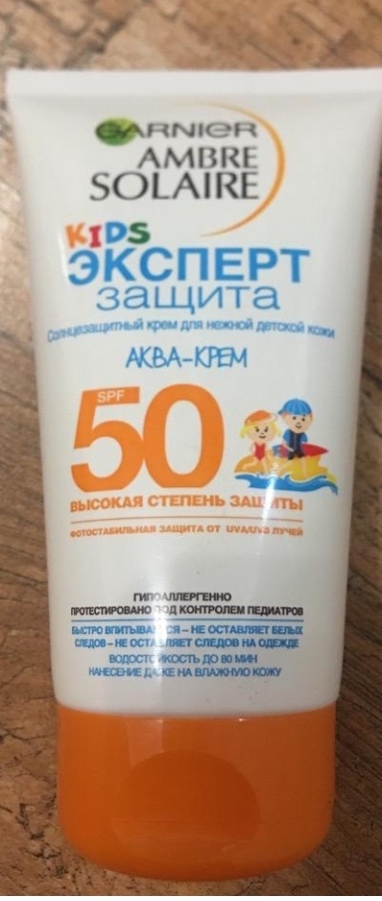 GARNIER
AMBRE
SOLAIRE
KIDS
ЭКСПЕРТ
защита
Солнцезащитный крем для нежной детской кожи
АКВА-КРЕМ
SPF
50
ВЫСОКАЯ СТЕПЕНЬ ЗАЩИТЫ
ФОТОСТАБИЛЬНАЯ ЗАЩИТА ОТ UVA/UVB ЛУЧЕЙ
ГИПОАЛЛЕРГЕННО
ПРОТЕСТИРОВАНО ПОД КОНТРОЛЕМ ПЕДИАТРОВ
БЫСТРО ВПИТЫВАЕТСЯ – НЕ ОСТАВЛЯЕТ БЕЛЫХ
СЛЕДОВ – НЕ ОСТАВЛЯЕТ СЛЕДОВ НА ОДЕЖДЕ
ВОДОСТОЙКОСТЬ ДО 80 МИН
НАНЕСЕНИЕ ДАЖЕ НА ВЛАЖНУЮ КОЖУ